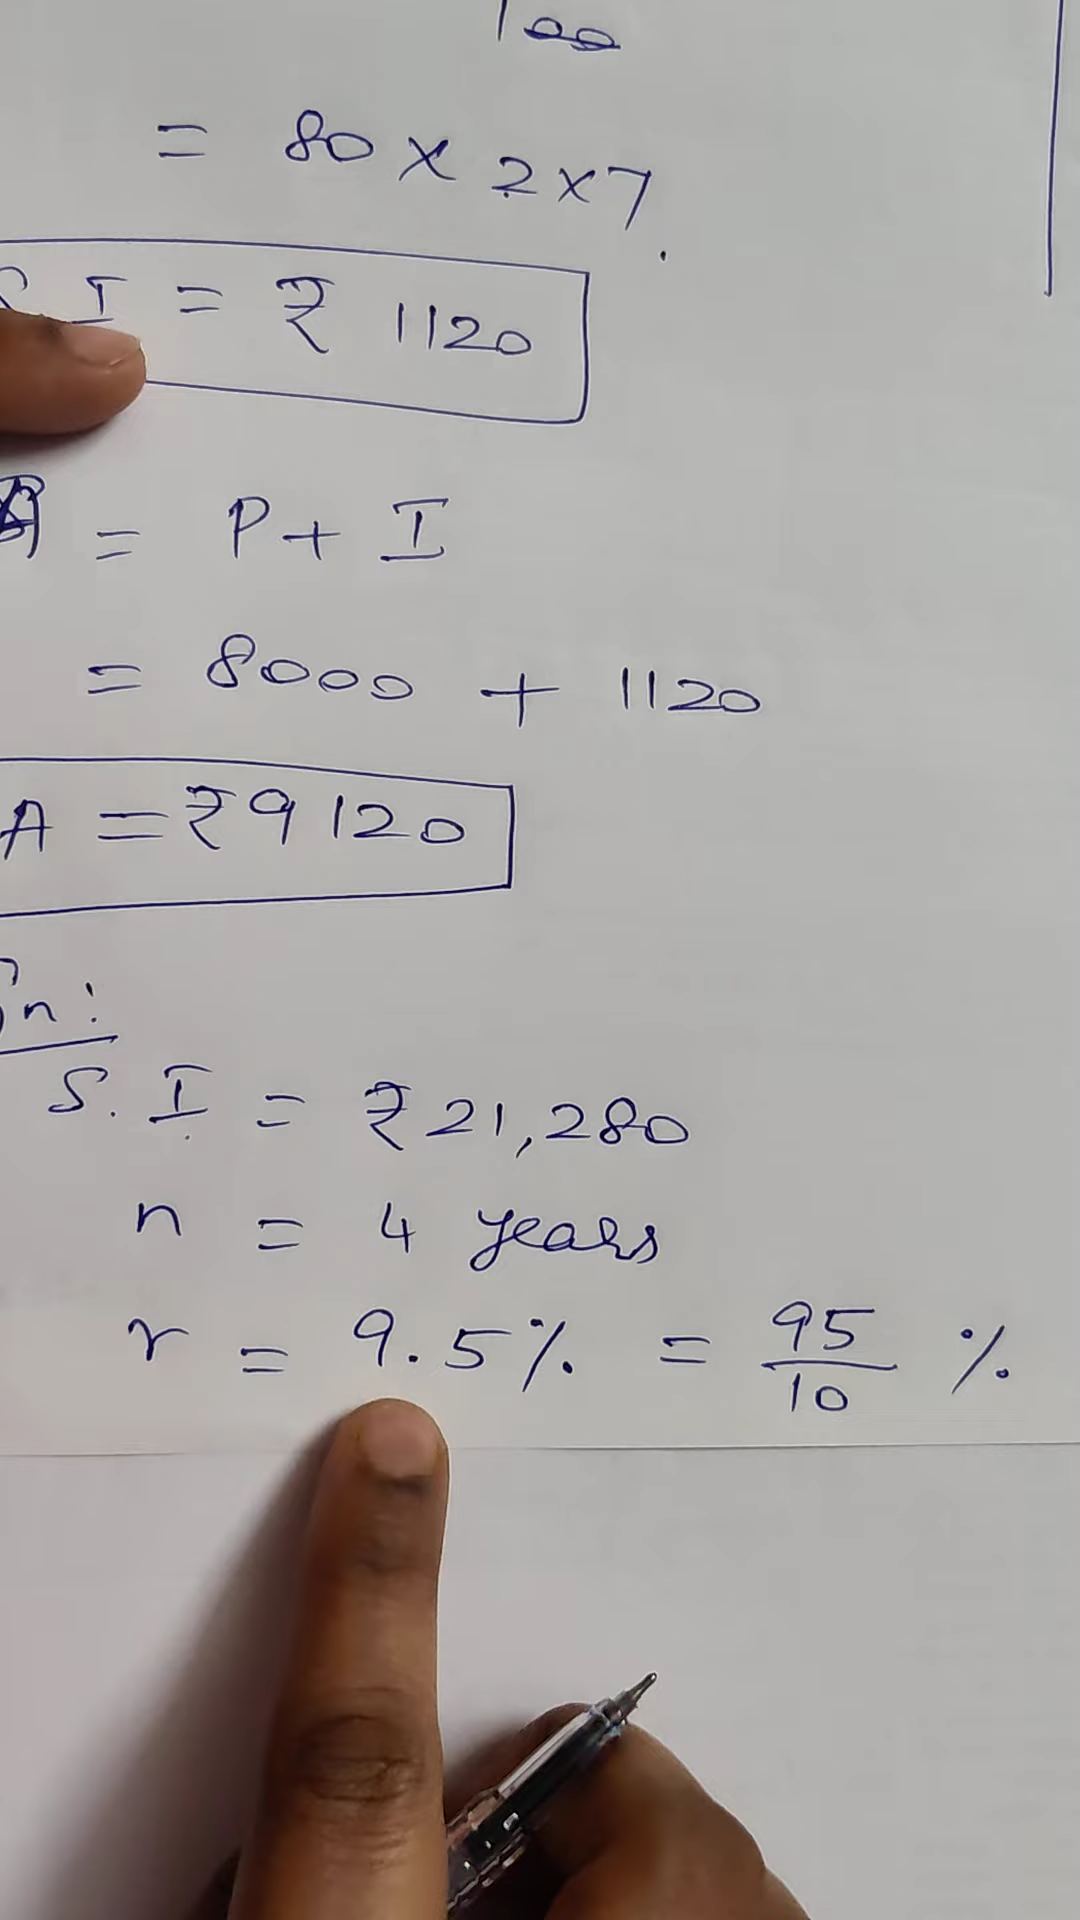 100
= 80 × 2 × 7
S.I = ₹ 1120
= P + I
= 8000 + 1120
A = ₹ 9120
n:
S.I = ₹ 21,280
n = 4 years
r = 9.5% = 95/10 %